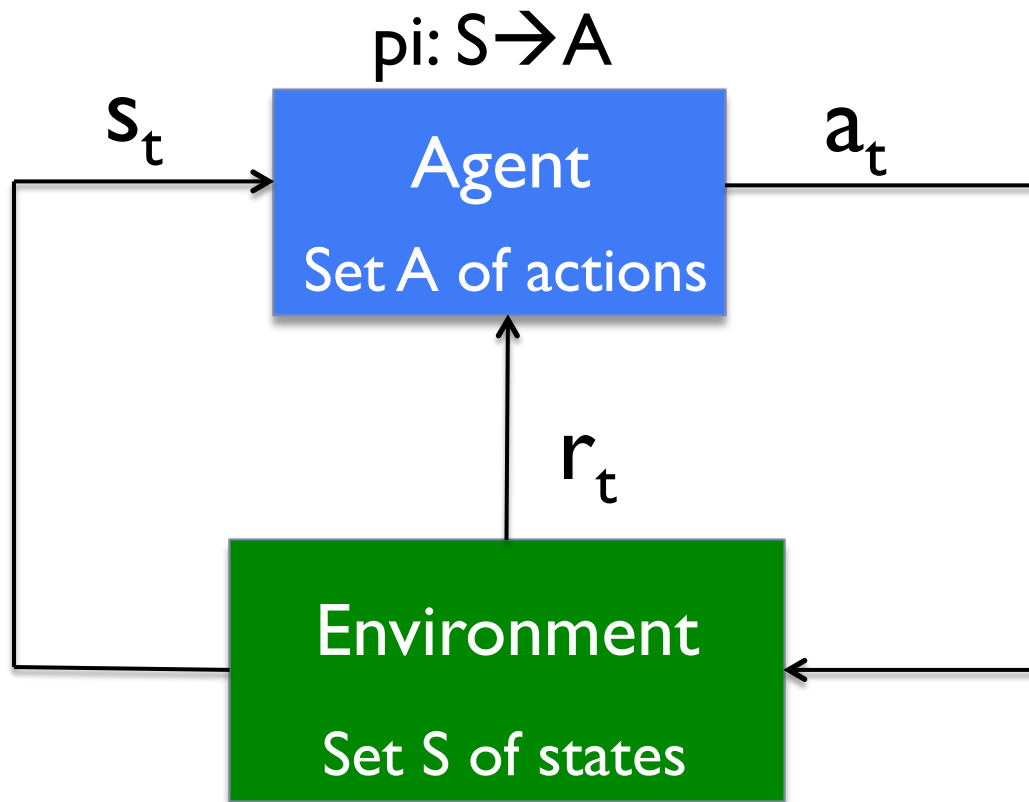 pi: S→A
s_t
a_t
Agent
Set A of actions
r_t
Environment
Set S of states